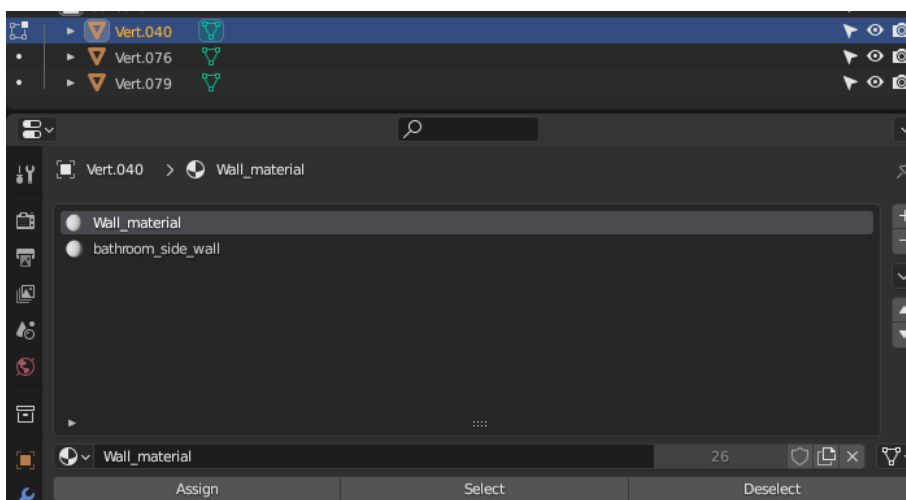 Vert.040
Vert.076
Vert.079
Vert.040 > Wall_material
Wall_material
bathroom_side_wall
Wall_material 26
Assign Select Deselect